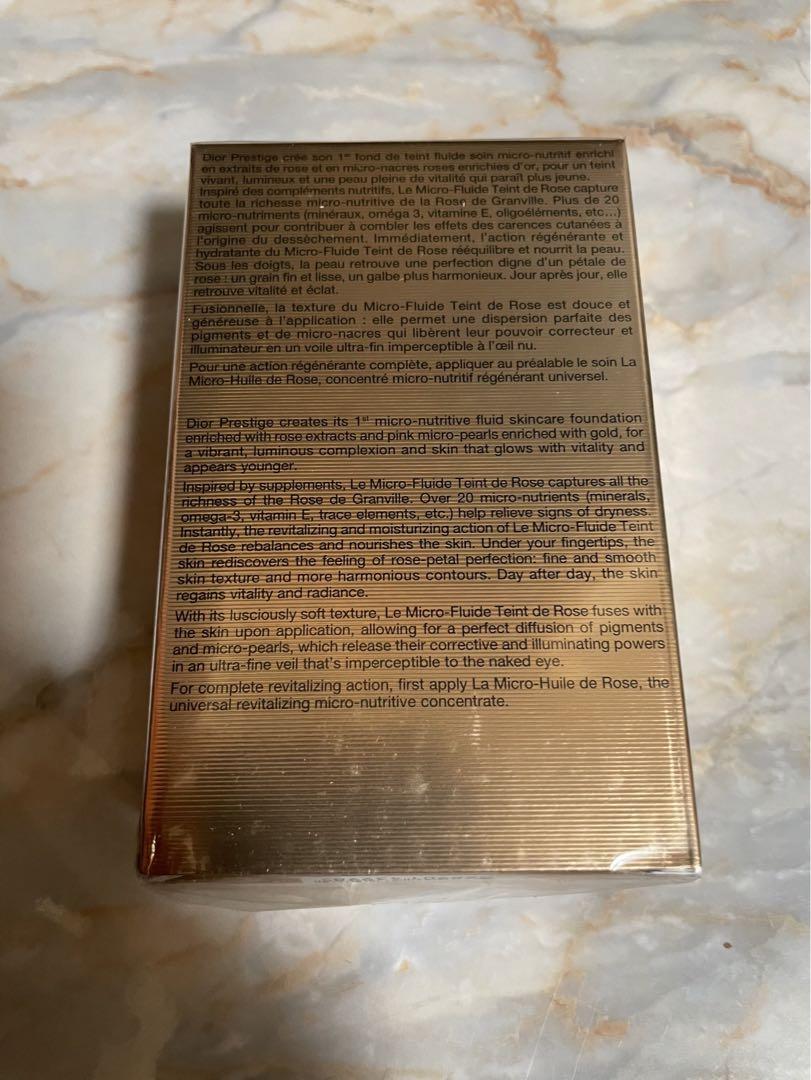 Dior Prestige crée son 1er fond de teint fluide soin micro-nutritif enrichi
en extraits de rose et en micro-nacres roses enrichies d'or, pour un teint
vivant, lumineux et une peau pleine de vitalité qui paraît plus jeune.
Inspiré des compléments nutritifs, Le Micro-Fluide Teint de Rose capture
toute la richesse micro-nutritive de la Rose de Granville. Plus de 20
micro-nutriments (minéraux, oméga 3, vitamine E, oligoéléments, etc...)
agissent pour contribuer à combler les effets des carences cutanées à
l'origine du dessèchement. Immédiatement, l'action régénérante et
hydratante du Micro-Fluide Teint de Rose rééquilibre et nourrit la peau.
Sous les doigts, la peau retrouve une perfection digne d'un pétale de
rose : un grain fin et lisse, un galbe plus harmonieux. Jour après jour, elle
retrouve vitalité et éclat.
Fusionnelle, la texture du Micro-Fluide Teint de Rose est douce et
généreuse à l'application : elle permet une dispersion parfaite des
pigments et de micro-nacres qui libèrent leur pouvoir correcteur et
illuminateur en un voile ultra-fin imperceptible à l'œil nu.
Pour une action régénérante complète, appliquer au préalable le soin La
Micro-Huile de Rose, concentré micro-nutritif régénérant universel.
Dior Prestige creates its 1st micro-nutritive fluid skincare foundation
enriched with rose extracts and pink micro-pearls enriched with gold, for
a vibrant, luminous complexion and skin that glows with vitality and
appears younger.
Inspired by supplements, Le Micro-Fluide Teint de Rose captures all the
richness of the Rose de Granville. Over 20 micro-nutrients (minerals,
omega-3, vitamin E, trace elements, etc.) help relieve signs of dryness.
Instantly, the revitalizing and moisturizing action of Le Micro-Fluide Teint
de Rose rebalances and nourishes the skin. Under your fingertips, the
skin rediscovers the feeling of rose-petal perfection: fine and smooth
skin texture and more harmonious contours. Day after day, the skin
regains vitality and radiance.
With its lusciously soft texture, Le Micro-Fluide Teint de Rose fuses with
the skin upon application, allowing for a perfect diffusion of pigments
and micro-pearls, which release their corrective and illuminating powers
in an ultra-fine veil that's imperceptible to the naked eye.
For complete revitalizing action, first apply La Micro-Huile de Rose, the
universal revitalizing micro-nutritive concentrate.